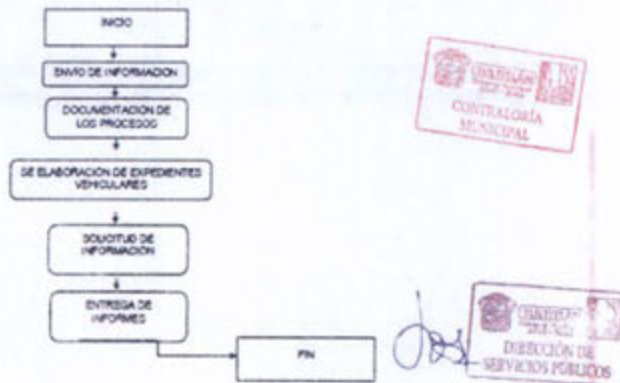 INICIO
ENVIO DE INFORMACION
DOCUMENTACION DE
LOS PROCESOS
SE ELABORACION DE EXPEDIENTES
VEHICULARES
SOLICITUD DE
INFORMACION
ENTREGA DE
INFORMES
FIN
CONTRALORÍA
MUNICIPAL
DIRECCIÓN DE
SERVICIOS PÚBLICOS